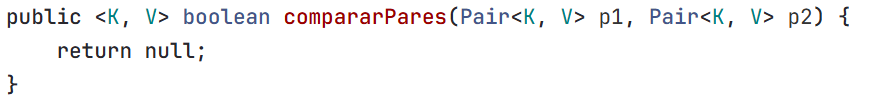 public <K, V> boolean compararPares(Pair<K, V> p1, Pair<K, V> p2) {
    return null;
}